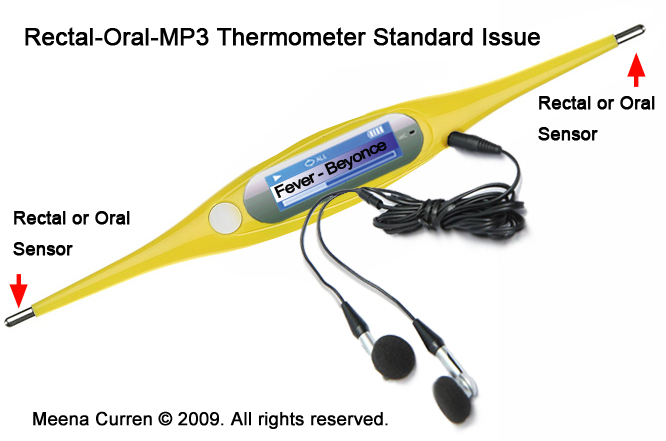 Rectal-Oral-MP3 Thermometer Standard Issue
Rectal or Oral
Sensor
ALL
Fever - Beyonce
Rectal or Oral
Sensor
Meena Curren © 2009. All rights reserved.